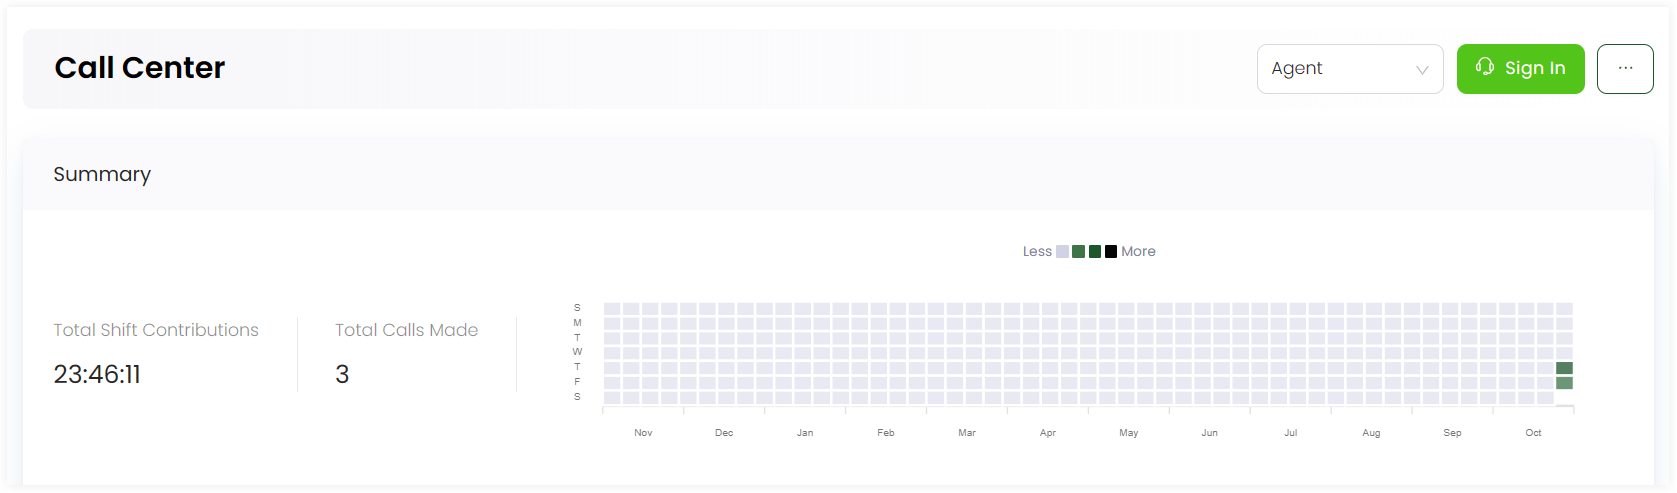 Call Center
Agent
Sign In
...
Summary
Less More
Total Shift Contributions
23:46:11
Total Calls Made
3
S
M
T
W
T
F
S
Nov Dec Jan Feb Mar Apr May Jun Jul Aug Sep Oct